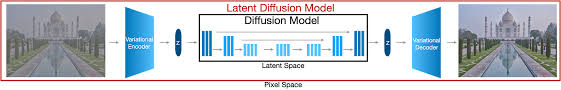 Latent Diffusion Model
Diffusion Model
Variational
Encoder
z
z
Variational
Decoder
Latent Space
Pixel Space